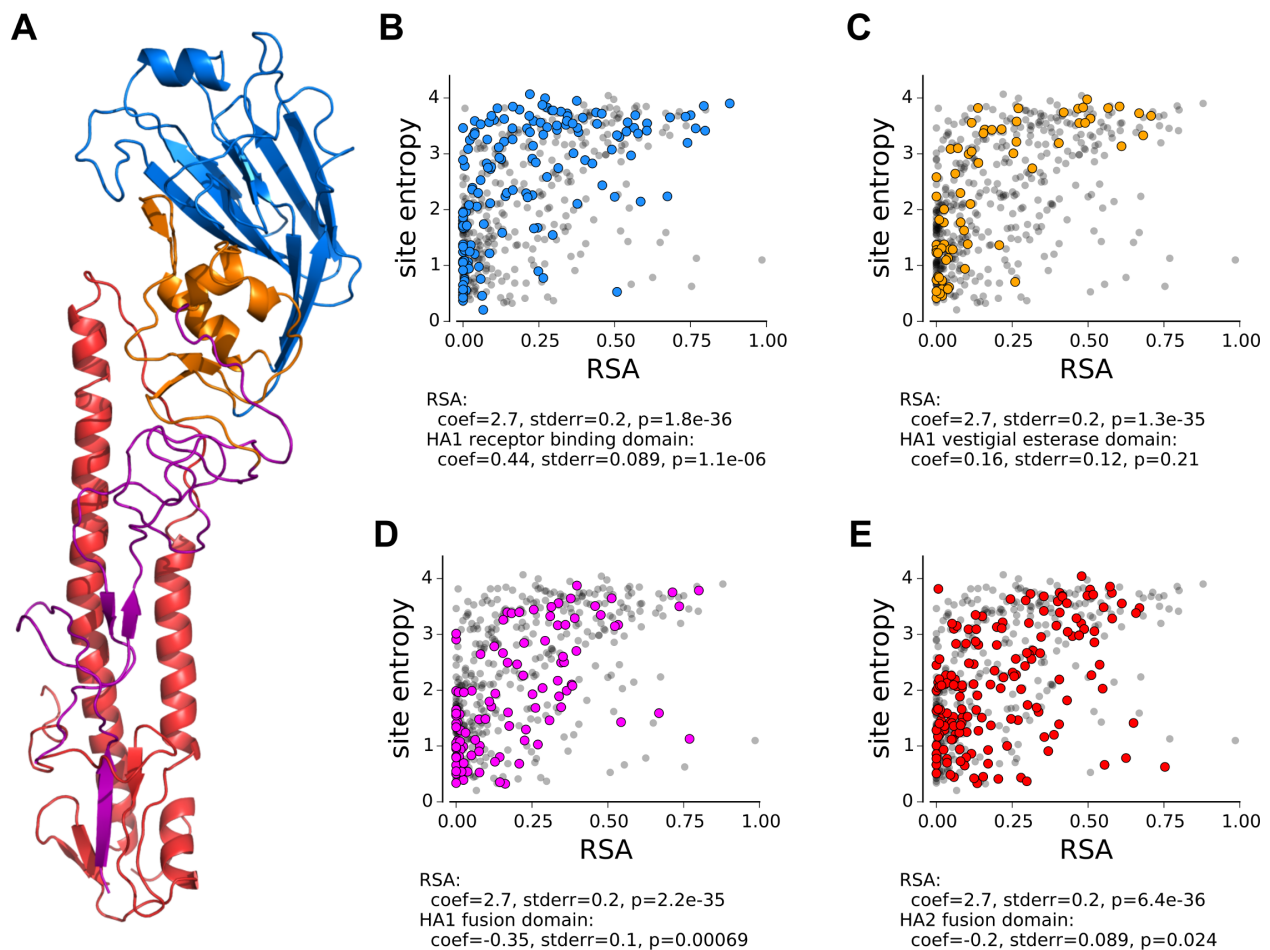 A
B
4
3
2
1
0
site entropy
0.00 0.25 0.50 0.75 1.00
RSA
RSA:
coef=2.7, stderr=0.2, p=1.8e-36
HA1 receptor binding domain:
coef=0.44, stderr=0.089, p=1.1e-06
C
4
3
2
1
0
site entropy
0.00 0.25 0.50 0.75 1.00
RSA
RSA:
coef=2.7, stderr=0.2, p=1.3e-35
HA1 vestigial esterase domain:
coef=0.16, stderr=0.12, p=0.21
D
4
3
2
1
0
site entropy
0.00 0.25 0.50 0.75 1.00
RSA
RSA:
coef=2.7, stderr=0.2, p=2.2e-35
HA1 fusion domain:
coef=-0.35, stderr=0.1, p=0.00069
E
4
3
2
1
0
site entropy
0.00 0.25 0.50 0.75 1.00
RSA
RSA:
coef=2.7, stderr=0.2, p=6.4e-36
HA2 fusion domain:
coef=-0.2, stderr=0.089, p=0.024